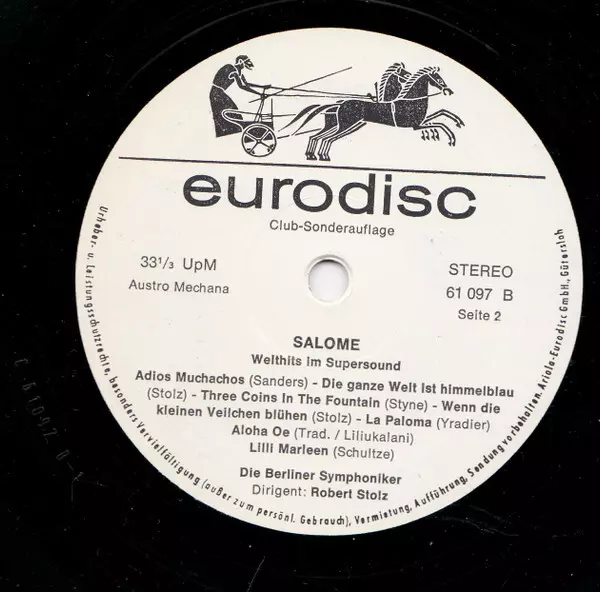 eurodisc
Club-Sonderauflage
33 1/3 UpM
Austro Mechana
STEREO
61 097 B
Seite 2
SALOME
Welthits im Supersound
Adios Muchachos (Sanders) - Die ganze Welt ist himmelblau
(Stolz) - Three Coins In The Fountain (Styne) - Wenn die
kleinen Veilchen blühen (Stolz) - La Paloma (Yradier)
Aloha Oe (Trad. / Liliukalani)
Lilli Marleen (Schultze)
Die Berliner Symphoniker
Dirigent: Robert Stolz
Urheber- u. Leistungsschutzrechte, besonders Vervielfältigung (außer zum persönl. Gebrauch), Vermietung, Aufführung, Sendung vorbehalten. Ariola-Eurodisc GmbH., Gütersloh